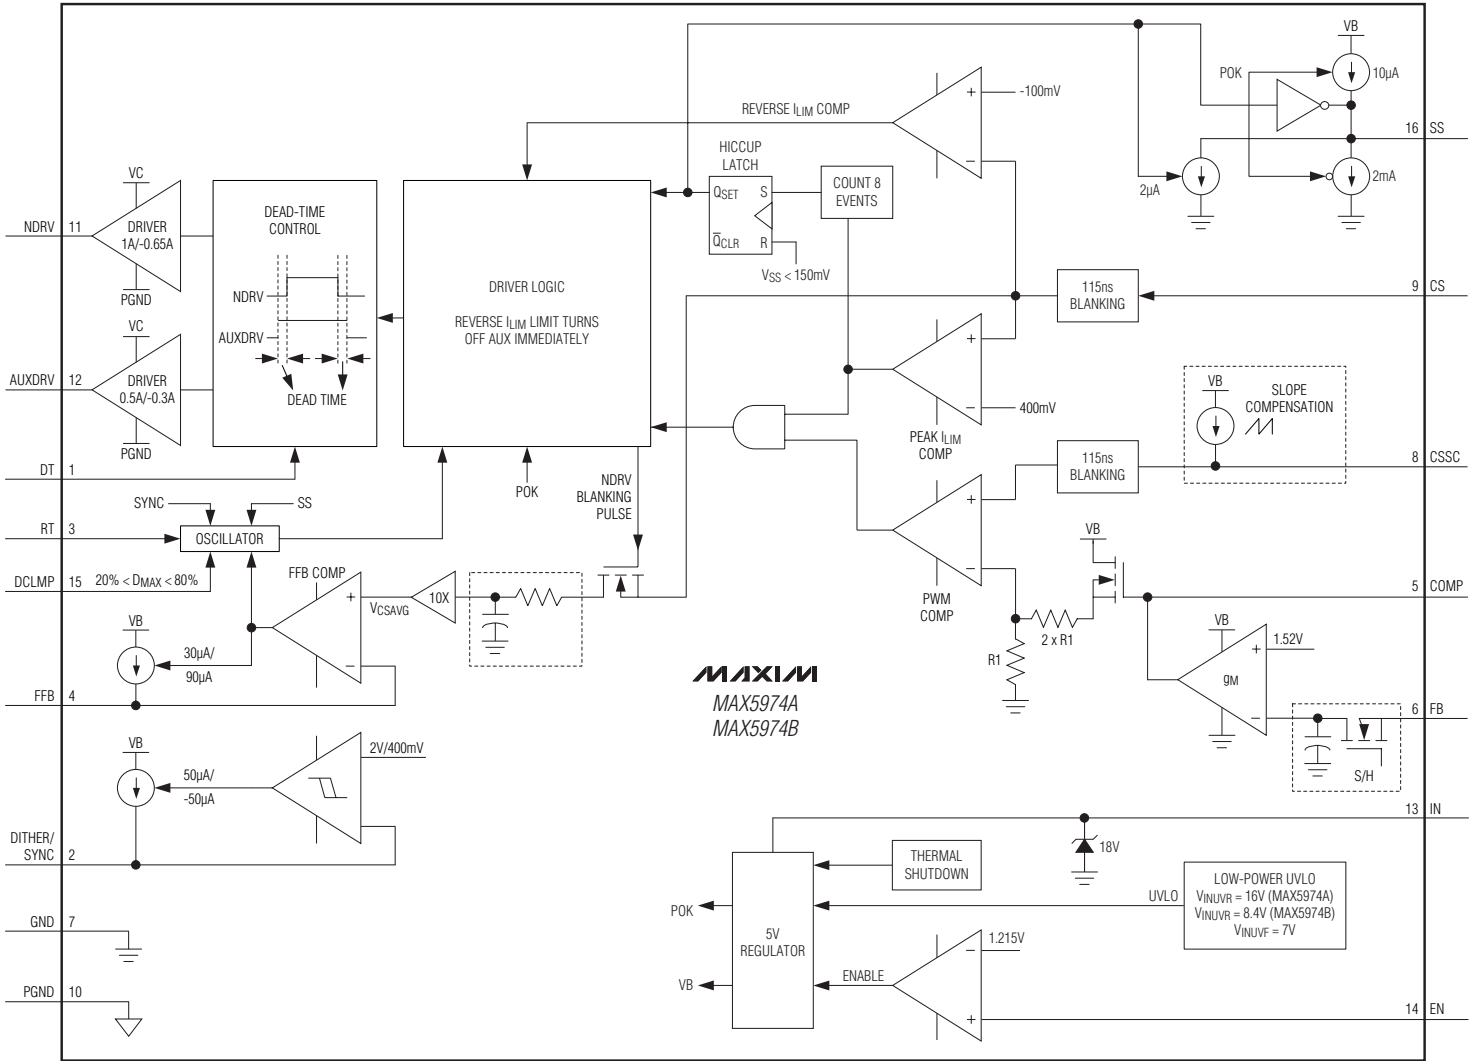 VB
POK
10µA
-100mV
REVERSE ILIM COMP
16 SS
HICCUP
LATCH
VC
QSET S
COUNT 8
EVENTS
2µA
2mA
DEAD-TIME
CONTROL
NDRV 11
DRIVER
1A/-0.65A
Q̅CLR R
VSS < 150mV
PGND
NDRV
DRIVER LOGIC
REVERSE ILIM LIMIT TURNS
OFF AUX IMMEDIATELY
115ns
BLANKING
9 CS
VC
AUXDRV
AUXDRV 12
DRIVER
0.5A/-0.3A
DEAD TIME
VB
SLOPE
COMPENSATION
400mV
PEAK ILIM
COMP
PGND
DT 1
115ns
BLANKING
8 CSSC
POK
NDRV
BLANKING
PULSE
SYNC
SS
RT 3
OSCILLATOR
VB
DCLMP 15
20% < DMAX < 80%
FFB COMP
VCSAVG
10X
PWM
COMP
5 COMP
VB
30µA/
90µA
2 x R1
R1
VB
1.52V
gM
FFB 4
MAXIM
MAX5974A
MAX5974B
6 FB
S/H
VB
2V/400mV
50µA/
-50µA
13 IN
DITHER/
SYNC 2
18V
THERMAL
SHUTDOWN
UVLO
LOW-POWER UVLO
VINUVR = 16V (MAX5974A)
VINUVR = 8.4V (MAX5974B)
VINUVF = 7V
POK
GND 7
5V
REGULATOR
1.215V
VB
ENABLE
PGND 10
14 EN